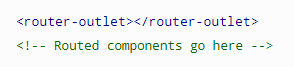 <router-outlet></router-outlet>
<!-- Routed components go here -->